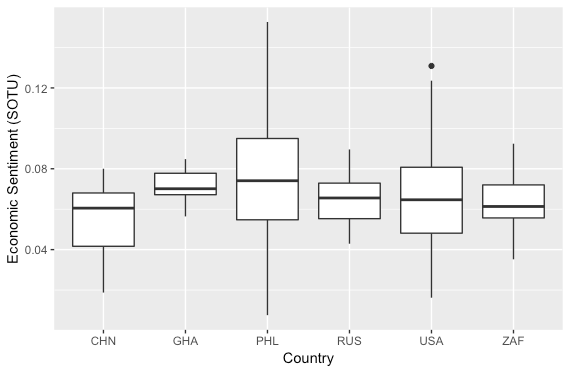 Economic Sentiment (SOTU)
0.12
0.08
0.04
CHN GHA PHL RUS USA ZAF
Country